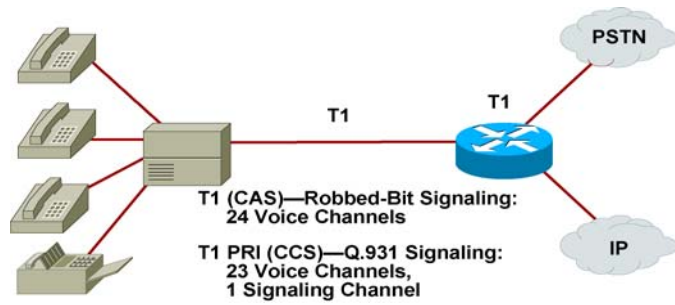 PSTN
T1
T1
T1 (CAS)—Robbed-Bit Signaling:
24 Voice Channels
T1 PRI (CCS)—Q.931 Signaling:
23 Voice Channels,
1 Signaling Channel
IP